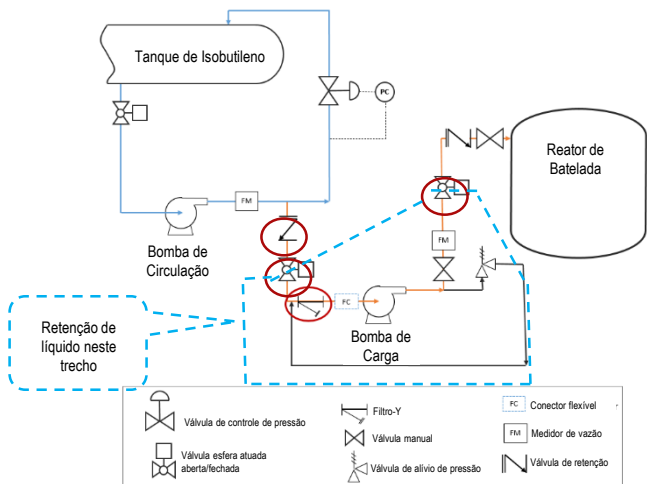 Tanque de Isobutileno
PC
FM
Bomba de
Circulação
Reator de
Batelada
FM
FC
Bomba de
Carga
Retenção de
líquido neste
trecho
Válvula de controle de pressão
Válvula esfera atuada
aberta/fechada
Filtro-Y
Válvula manual
Válvula de alívio de pressão
FC
Conector flexível
FM
Medidor de vazão
Válvula de retenção